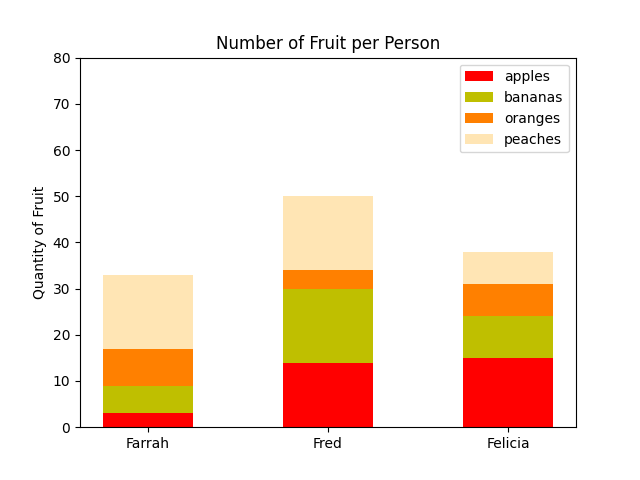 Number of Fruit per Person
apples
bananas
oranges
peaches
Quantity of Fruit
80
70
60
50
40
30
20
10
0
Farrah Fred Felicia